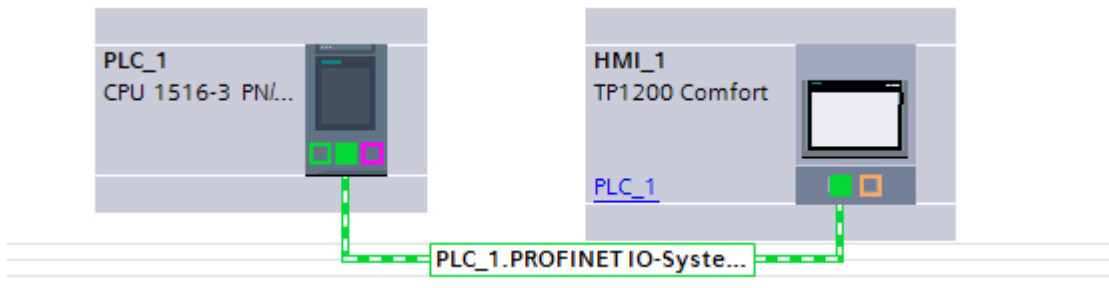 PLC_1
CPU 1516-3 PN/...
HMI_1
TP1200 Comfort
PLC_1
PLC_1.PROFINET IO-Syste...